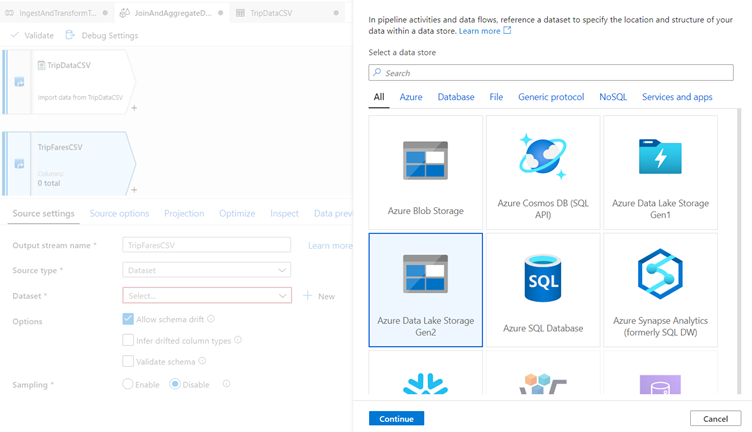 IngestAndTransformT...
JoinAndAggregateD...
TripDataCSV
Validate
Debug Settings
TripDataCSV
Import data from TripDataCSV
TripFaresCSV
Columns:
0 total
Source settings
Source options
Projection
Optimize
Inspect
Data previ
Output stream name *
TripFaresCSV
Learn more
Source type *
Dataset
Dataset *
Select...
New
Options
Allow schema drift
Infer drifted column types
Validate schema
Sampling *
Enable
Disable
In pipeline activities and data flows, reference a dataset to specify the location and structure of your
data within a data store. Learn more
Select a data store
Search
All
Azure
Database
File
Generic protocol
NoSQL
Services and apps
Azure Blob Storage
Azure Cosmos DB (SQL
API)
Azure Data Lake Storage
Gen1
Azure Data Lake Storage
Gen2
SQL
Azure SQL Database
Azure Synapse Analytics
(formerly SQL DW)
Continue
Cancel